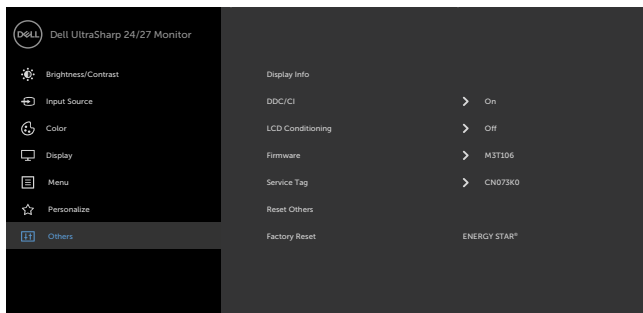 DELL Dell UltraSharp 24/27 Monitor
Brightness/Contrast
Input Source
Color
Display
Menu
Personalize
Others
Display Info
DDC/CI On
LCD Conditioning Off
Firmware M3T106
Service Tag CN073K0
Reset Others
Factory Reset ENERGY STAR®